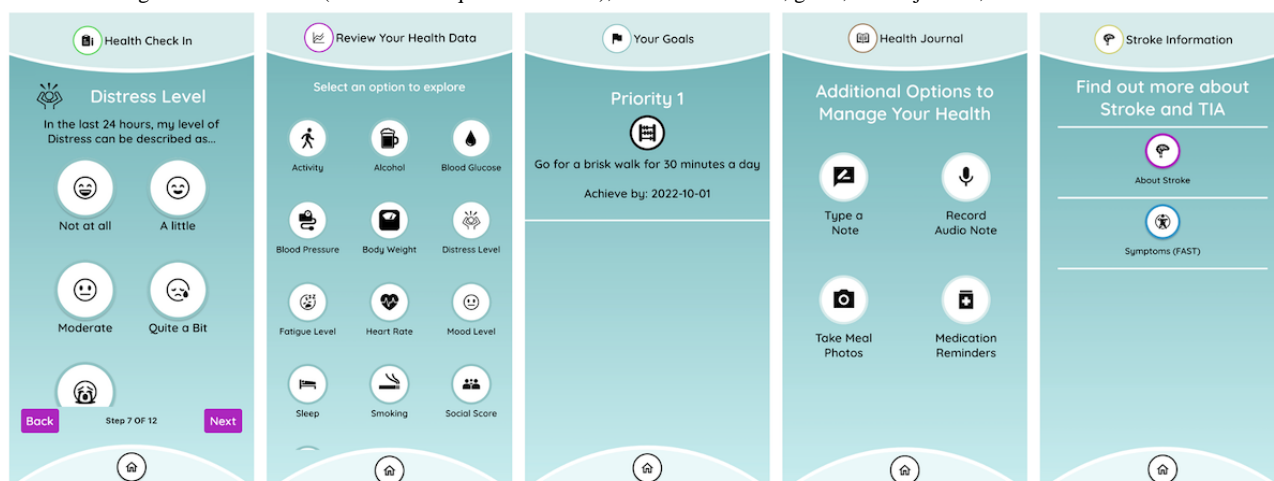 Health Check In
Distress Level
In the last 24 hours, my level of
Distress can be described as...
Not at all
A little
Moderate
Quite a Bit
Back
Step 7 OF 12
Next
Review Your Health Data
Select an option to explore
Activity
Alcohol
Blood Glucose
Blood Pressure
Body Weight
Distress Level
Fatigue Level
Heart Rate
Mood Level
Sleep
Smoking
Social Score
Your Goals
Priority 1
Go for a brisk walk for 30 minutes a day
Achieve by: 2022-10-01
Health Journal
Additional Options to
Manage Your Health
Type a
Note
Record
Audio Note
Take Meal
Photos
Medication
Reminders
Stroke Information
Find out more about
Stroke and TIA
About Stroke
Symptoms (FAST)